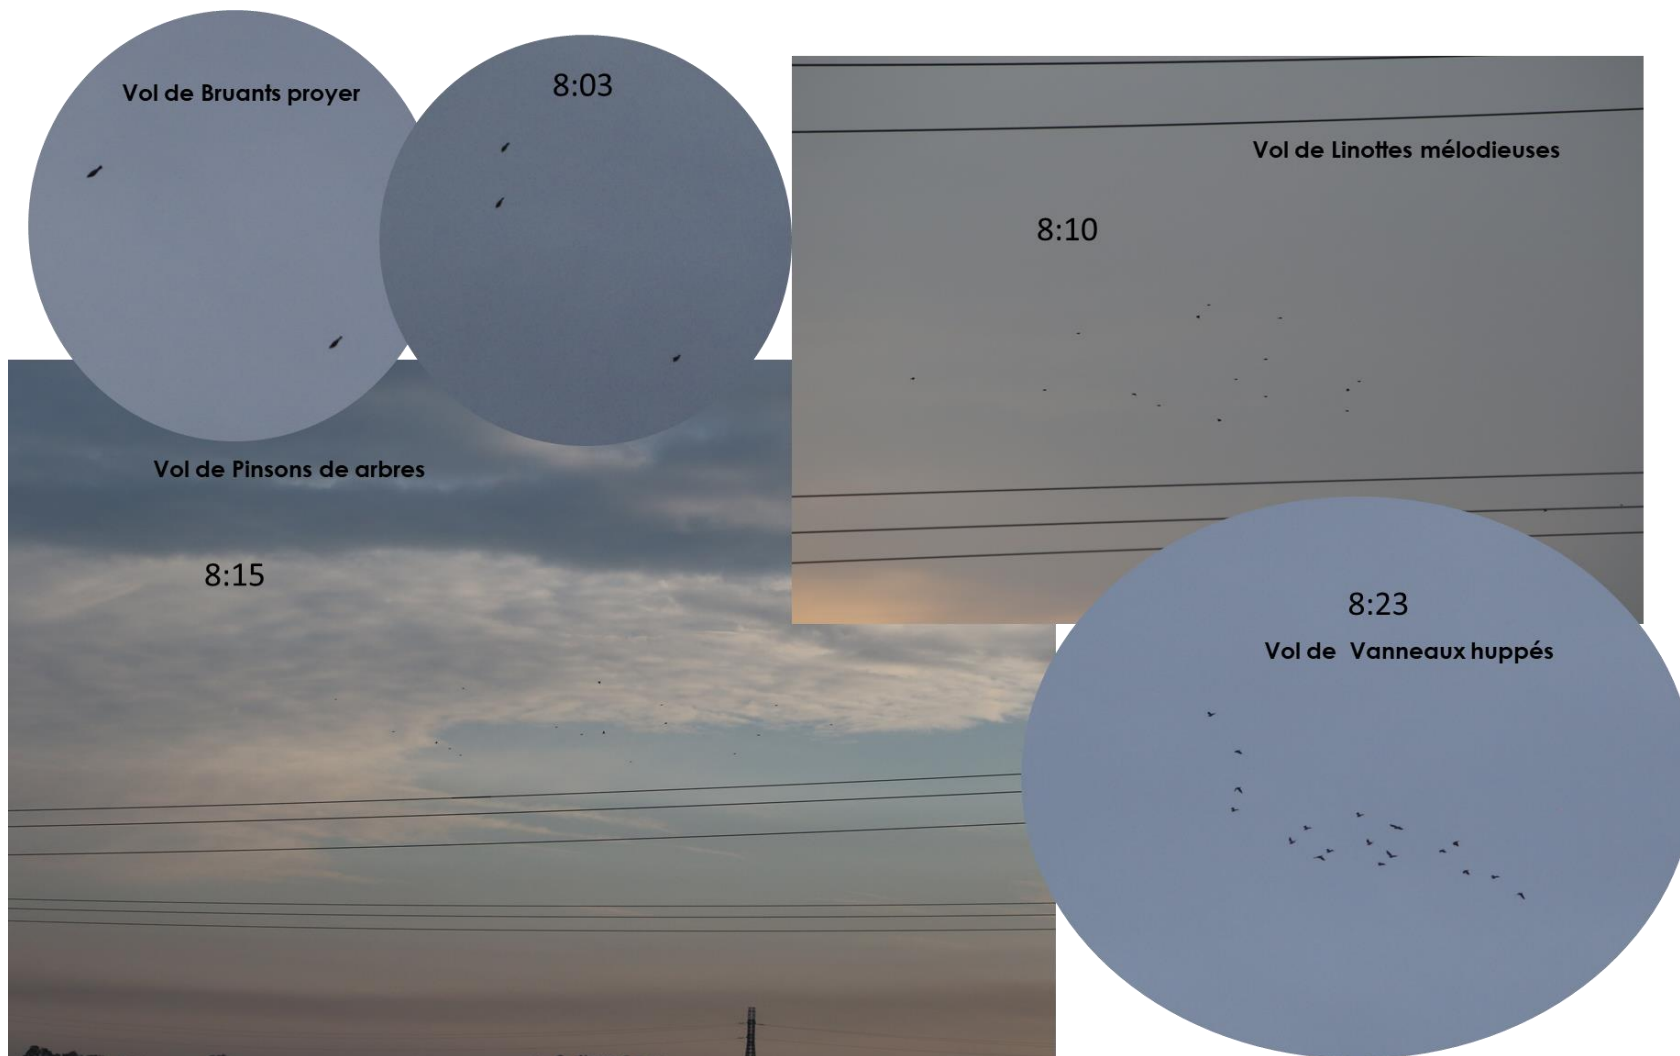 Vol de Bruants proyer
8:03
Vol de Linottes mélodieuses
8:10
Vol de Pinsons de arbres
8:15
8:23
Vol de Vanneaux huppés